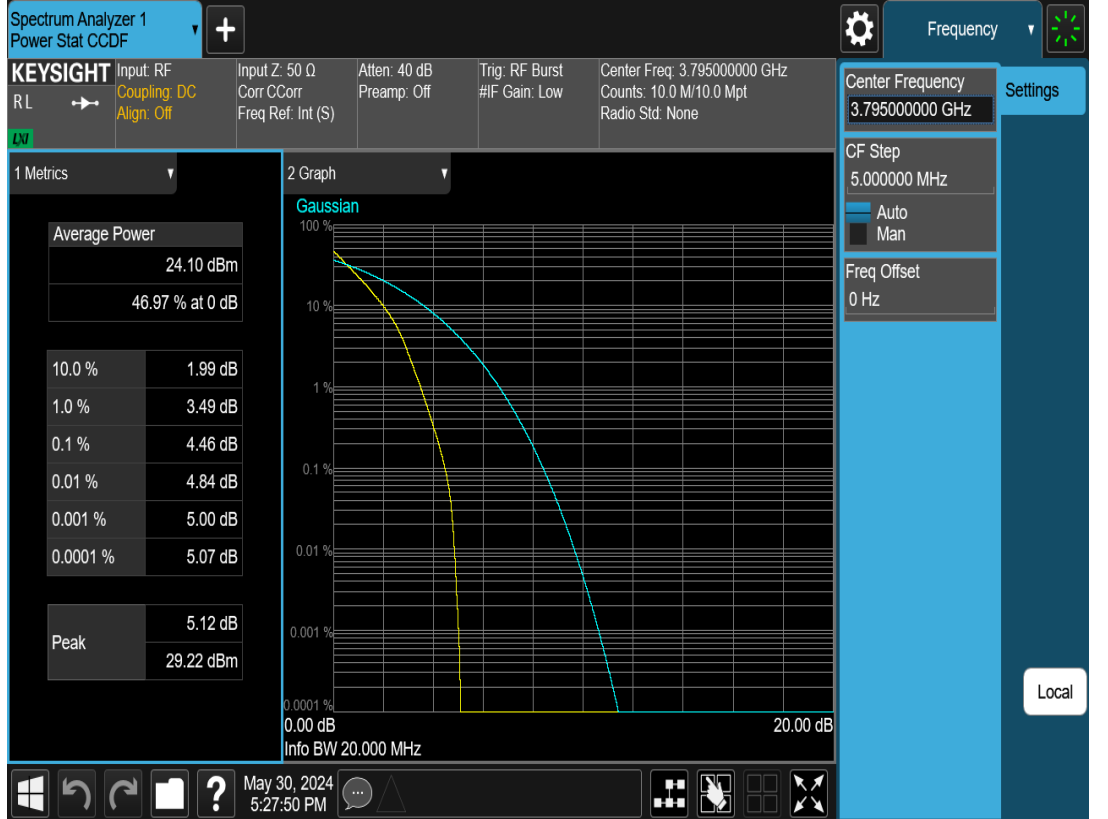 Spectrum Analyzer 1
Power Stat CCDF
+
Frequency
KEYSIGHT
RL
LXI
Input: RF
Coupling: DC
Align: Off
Input Z: 50 Ω
Corr CCorr
Freq Ref: Int (S)
Atten: 40 dB
Preamp: Off
Trig: RF Burst
#IF Gain: Low
Center Freq: 3.795000000 GHz
Counts: 10.0 M/10.0 Mpt
Radio Std: None
Center Frequency
3.795000000 GHz
Settings
CF Step
5.000000 MHz
Auto
Man
Freq Offset
0 Hz
1 Metrics
Average Power
24.10 dBm
46.97 % at 0 dB
10.0 % 1.99 dB
1.0 % 3.49 dB
0.1 % 4.46 dB
0.01 % 4.84 dB
0.001 % 5.00 dB
0.0001 % 5.07 dB
Peak
5.12 dB
29.22 dBm
2 Graph
Gaussian
100 %
10 %
1 %
0.1 %
0.01 %
0.001 %
0.0001 %
0.00 dB 20.00 dB
Info BW 20.000 MHz
Local
?
May 30, 2024
5:27:50 PM